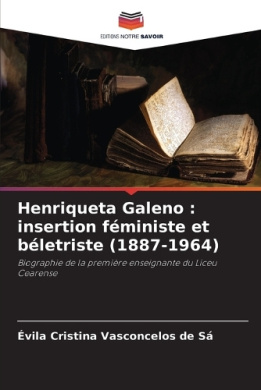 EDITIONS NOTRE SAVOIR
Henriqueta Galeno :
insertion féministe et
béletriste (1887-1964)
Biographie de la première enseignante du Liceu
Cearense
Évila Cristina Vasconcelos de Sá